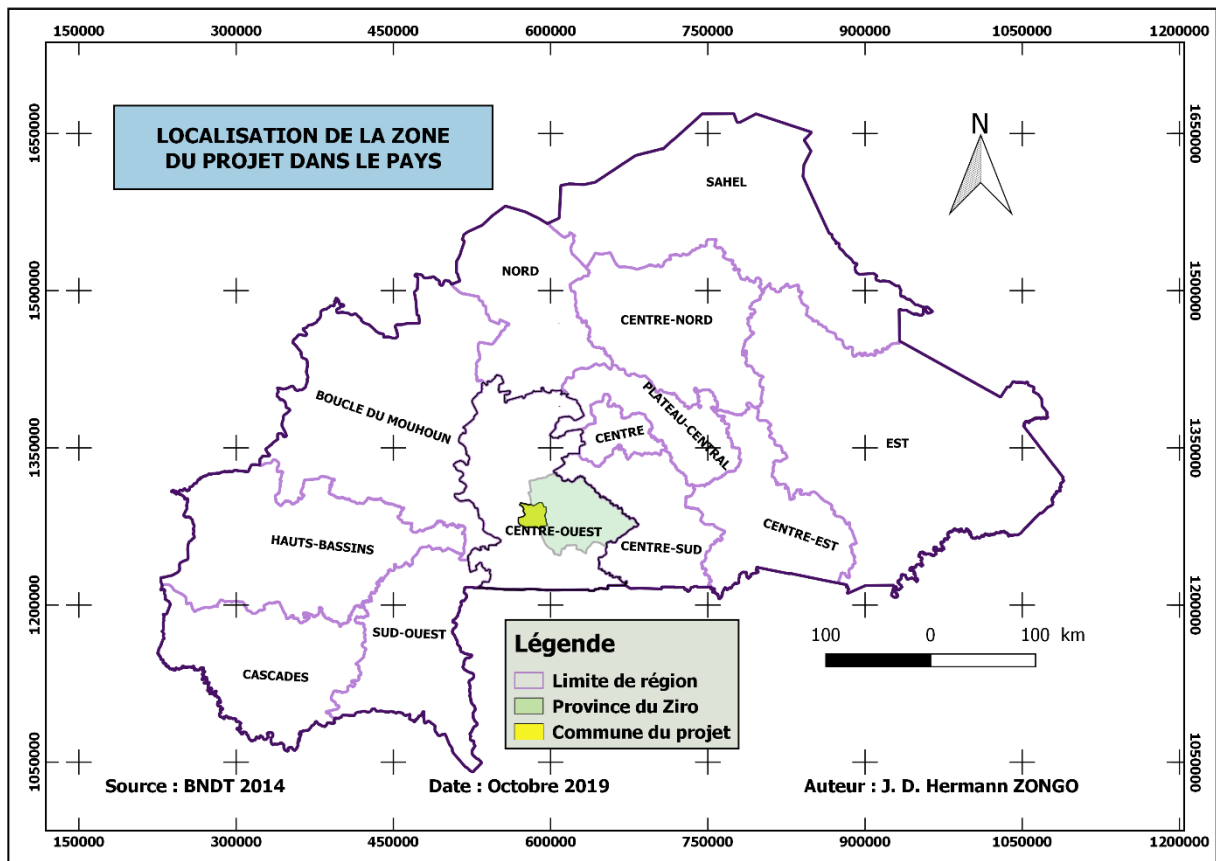 150000 300000 450000 600000 750000 900000 1050000 1200000
LOCALISATION DE LA ZONE
DU PROJET DANS LE PAYS
N
1650000 1650000
SAHEL
NORD
1500000 1500000
CENTRE-NORD
BOUCLE DU MOUHOUN
PLATEAU-CENTRAL
CENTRE
EST
1350000 1350000
CENTRE-OUEST
CENTRE-EST
HAUTS-BASSINS
CENTRE-SUD
1200000 1200000
SUD-OUEST
CASCADES
100 0 100 km
Légende
Limite de région
Province du Ziro
Commune du projet
1050000 1050000
Source : BNDT 2014 Date : Octobre 2019 Auteur : J. D. Hermann ZONGO
150000 300000 450000 600000 750000 900000 1050000 1200000